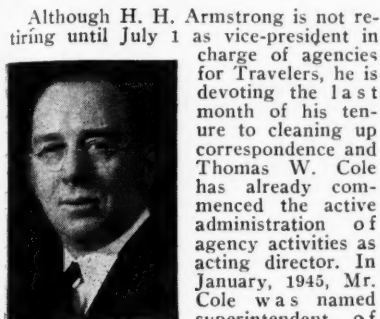 Although H. H. Armstrong is not re-
tiring until July 1 as vice-president in
charge of agencies
for Travelers, he is
devoting the last
month of his ten-
ure to cleaning up
correspondence and
Thomas W. Cole
has already com-
menced the active
administration of
agency activities as
acting director. In
January, 1945, Mr.
Cole was named
superintendent of